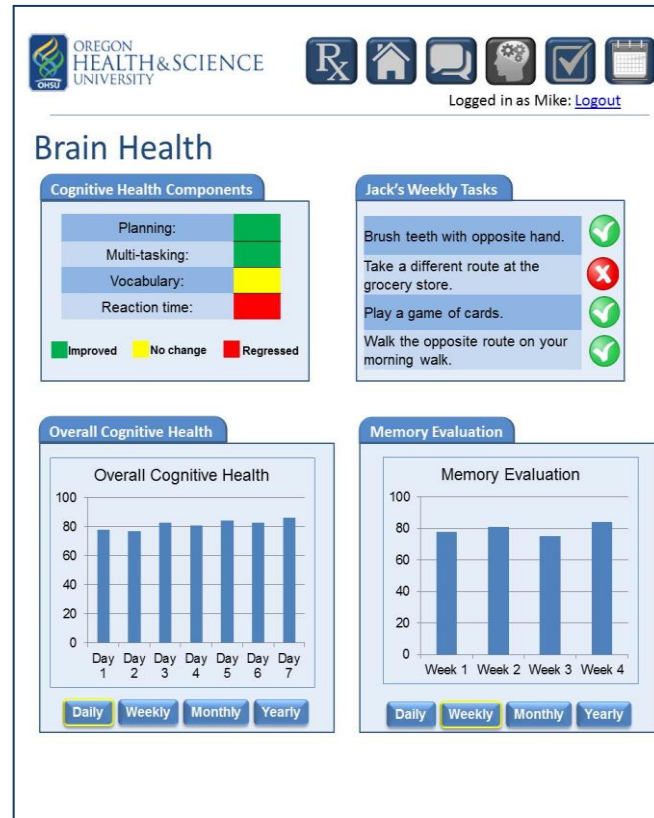 OREGON
HEALTH&SCIENCE
UNIVERSITY
OHSU
Rx
Logged in as Mike: Logout
Brain Health
Cognitive Health Components
Planning:
Multi-tasking:
Vocabulary:
Reaction time:
Improved No change Regressed
Jack's Weekly Tasks
Brush teeth with opposite hand.
Take a different route at the
grocery store.
Play a game of cards.
Walk the opposite route on your
morning walk.
Overall Cognitive Health
Overall Cognitive Health
100
80
60
40
20
0
Day Day Day Day Day Day Day
1 2 3 4 5 6 7
Daily Weekly Monthly Yearly
Memory Evaluation
Memory Evaluation
100
80
60
40
20
0
Week 1 Week 2 Week 3 Week 4
Daily Weekly Monthly Yearly